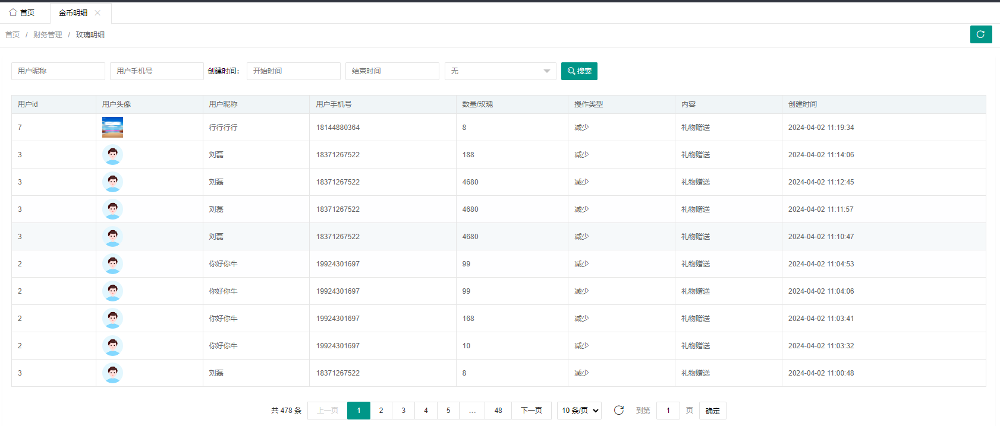 首页 金币明细
首页 / 财务管理 / 玫瑰明细
用户昵称 用户手机号 创建时间： 开始时间 结束时间 无 搜索
用户id 用户头像 用户昵称 用户手机号 数量/玫瑰 操作类型 内容 创建时间
7 行行行行 18144880364 8 减少 礼物赠送 2024-04-02 11:19:34
3 刘磊 18371267522 188 减少 礼物赠送 2024-04-02 11:14:06
3 刘磊 18371267522 4680 减少 礼物赠送 2024-04-02 11:12:45
3 刘磊 18371267522 4680 减少 礼物赠送 2024-04-02 11:11:57
3 刘磊 18371267522 4680 减少 礼物赠送 2024-04-02 11:10:47
2 你好你牛 19924301697 99 减少 礼物赠送 2024-04-02 11:04:53
2 你好你牛 19924301697 99 减少 礼物赠送 2024-04-02 11:04:06
2 你好你牛 19924301697 168 减少 礼物赠送 2024-04-02 11:03:41
2 你好你牛 19924301697 10 减少 礼物赠送 2024-04-02 11:03:32
3 刘磊 18371267522 8 减少 礼物赠送 2024-04-02 11:00:48
共 478 条 上一页 1 2 3 4 5 … 48 下一页 10 条/页 到第 1 页 确定